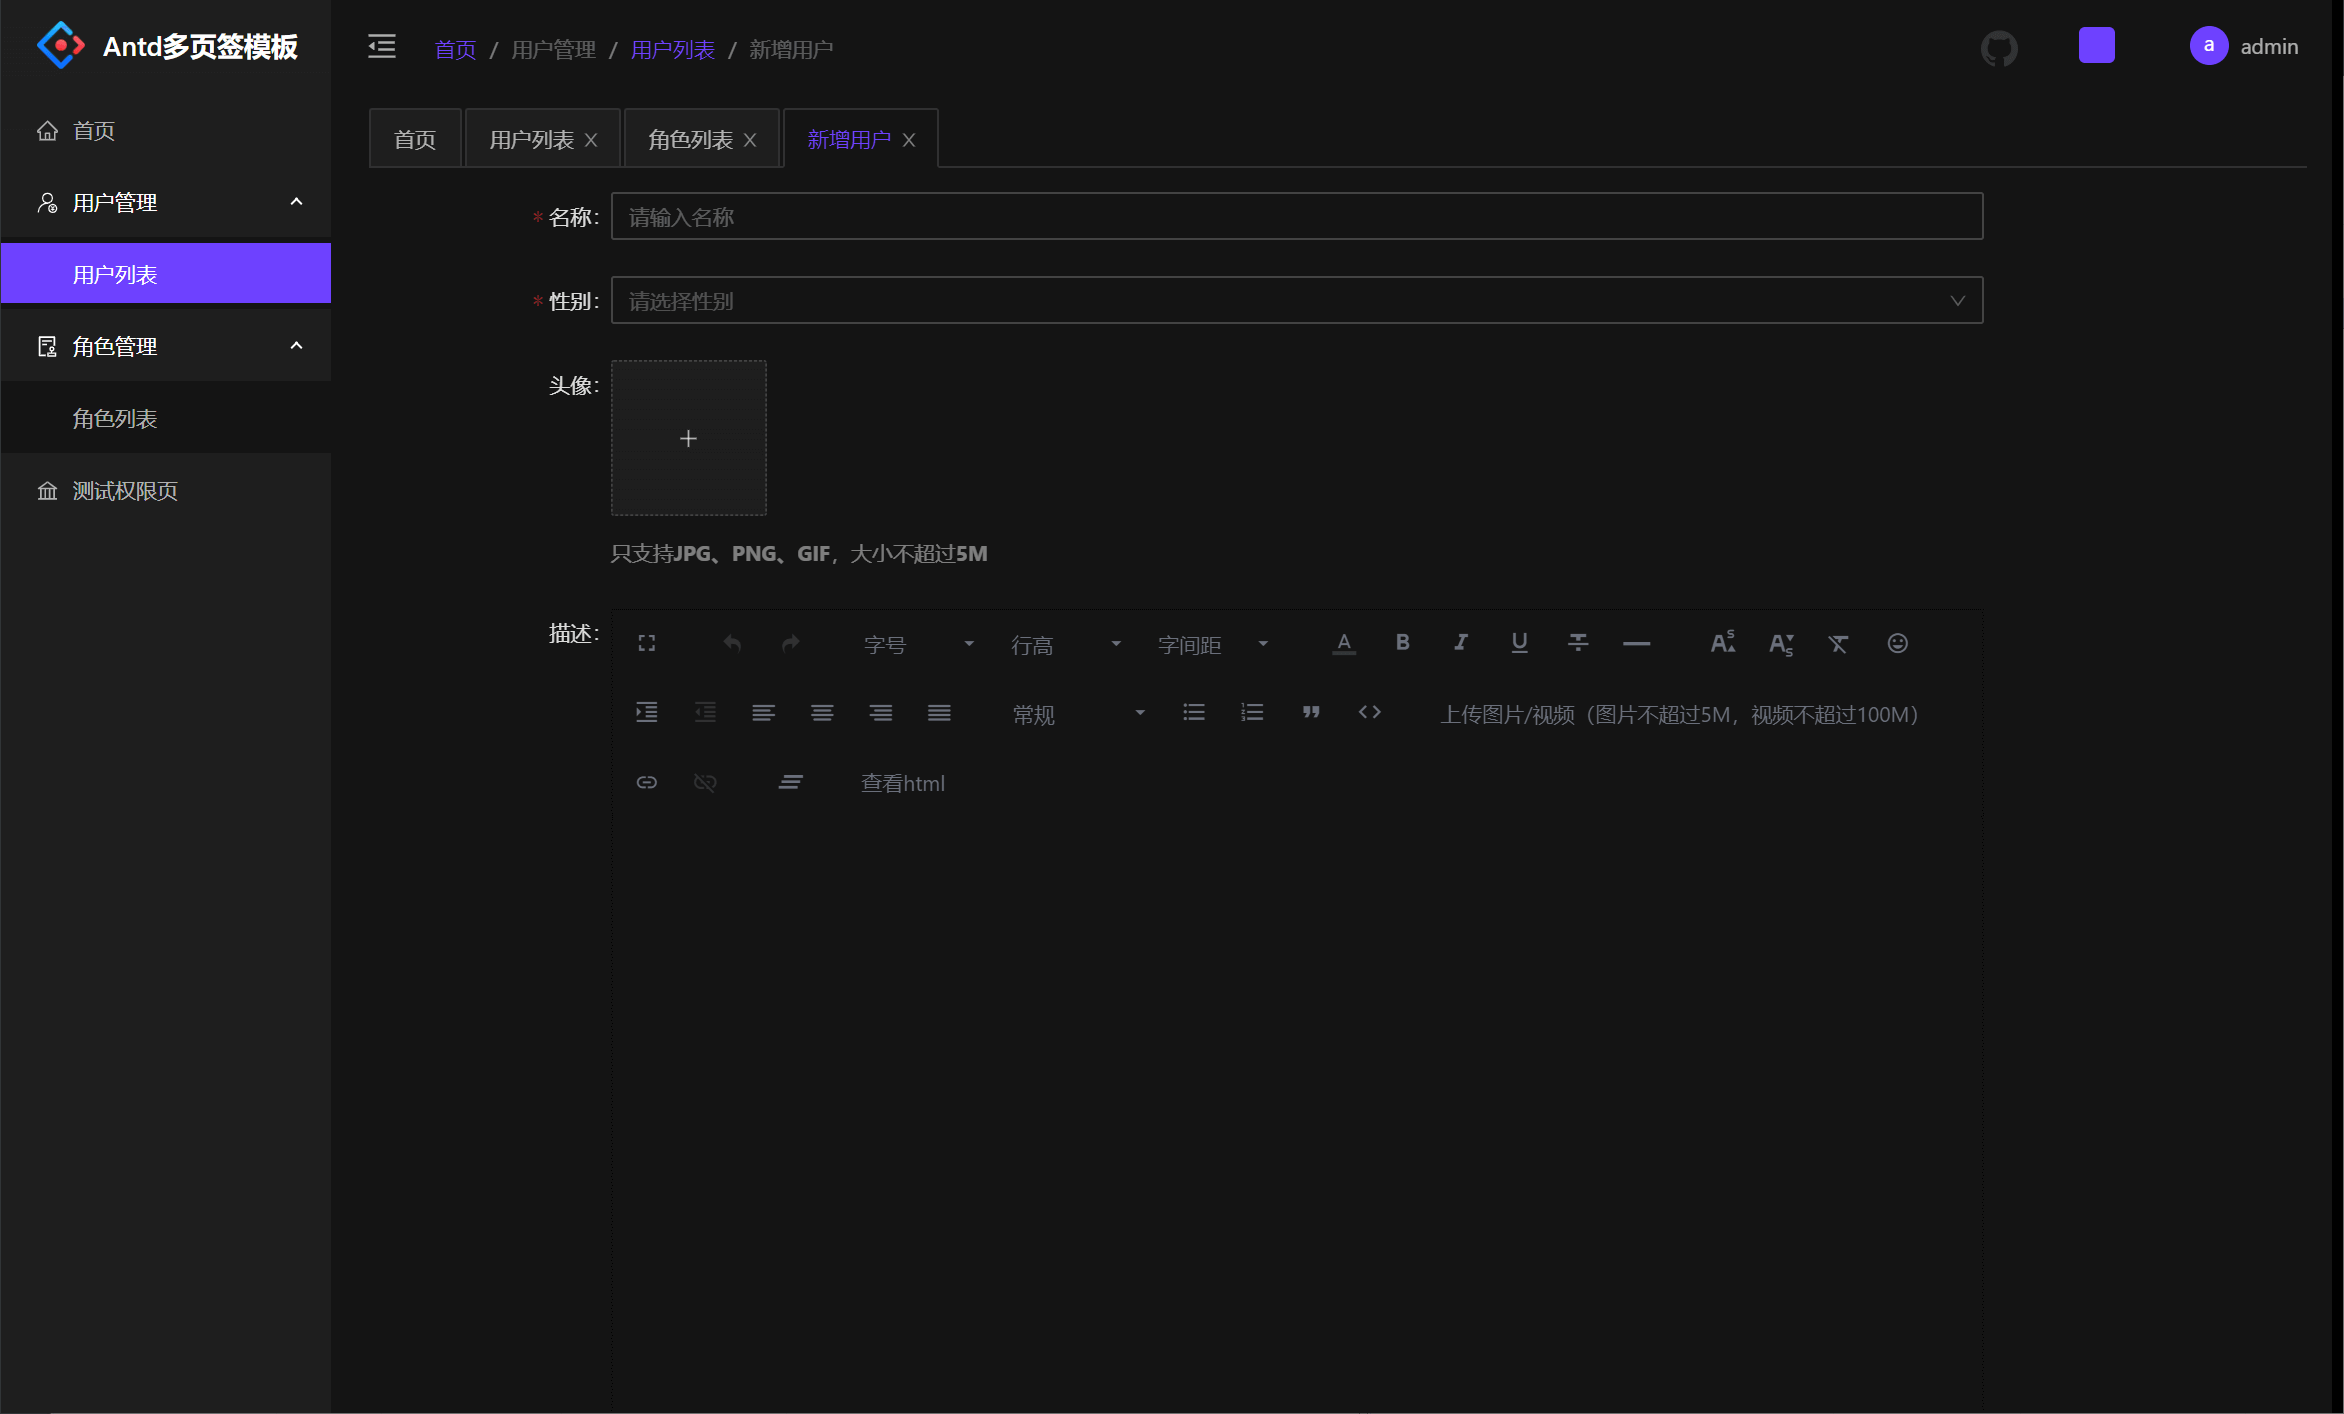 Antd多页签模板
首页 / 用户管理 / 用户列表 / 新增用户
a admin
首页
用户管理
用户列表
角色管理
角色列表
测试权限页
首页 用户列表 角色列表 新增用户
* 名称: 请输入名称
* 性别: 请选择性别
头像:
只支持JPG、PNG、GIF，大小不超过5M
描述: 字号 行高 字间距
常规 上传图片/视频（图片不超过5M，视频不超过100M）
查看html